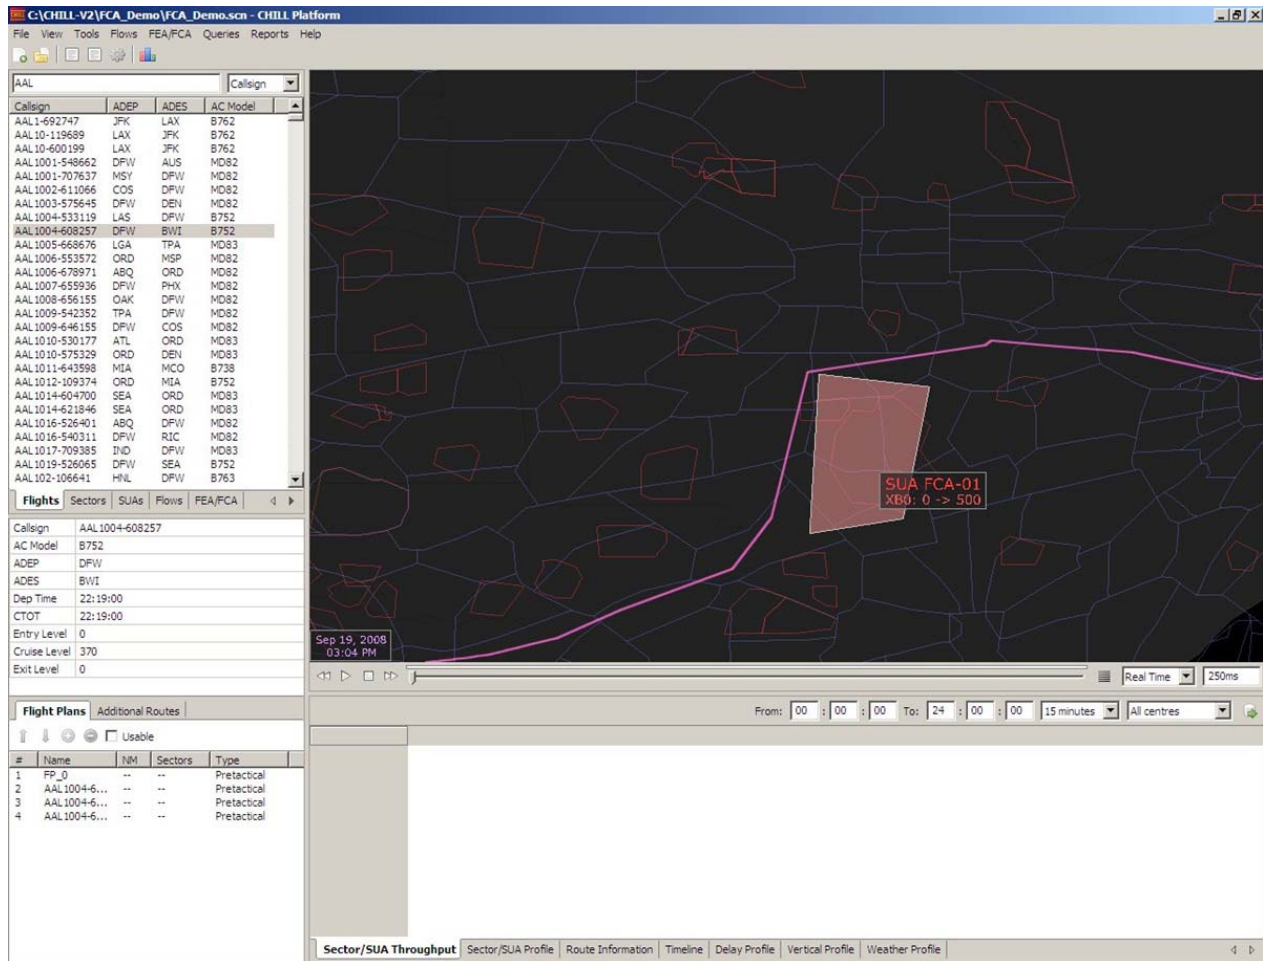 C:\CHILL-V2\FCA_Demo\FCA_Demo.scn - CHILL Platform
File View Tools Flows FEA/FCA Queries Reports Help
AAL Callsign
Callsign ADEP ADES AC Model
AAL1-692747 JFK LAX B762
AAL10-119689 LAX JFK B762
AAL10-600199 LAX JFK B762
AAL1001-548662 DFW AUS MD82
AAL1001-707637 MSY DFW MD82
AAL1002-611066 COS DFW MD82
AAL1003-575645 DFW DEN MD82
AAL1004-533119 LAS DFW B752
AAL1004-608257 DFW BWI B752
AAL1005-668676 LGA TPA MD83
AAL1006-553572 ORD MSP MD82
AAL1006-678971 ABQ ORD MD82
AAL1007-655936 DFW PHX MD82
AAL1008-656155 OAK DFW MD82
AAL1009-542352 TPA DFW MD82
AAL1009-646155 DFW COS MD82
AAL1010-530177 ATL ORD MD83
AAL1010-575329 ORD DEN MD83
AAL1011-643598 MIA MCO B738
AAL1012-109374 ORD MIA B752
AAL1014-604700 SEA ORD MD83
AAL1014-621846 SEA ORD MD83
AAL1016-526401 ABQ DFW MD82
AAL1016-540311 DFW RIC MD82
AAL1017-709385 IND DFW MD83
AAL1019-526065 DFW SEA B752
AAL102-106641 HNL DFW B763
Flights Sectors SUAs Flows FEA/FCA
Callsign AAL1004-608257
AC Model B752
ADEP DFW
ADES BWI
Dep Time 22:19:00
CTOT 22:19:00
Entry Level 0
Cruise Level 370
Exit Level 0
Flight Plans Additional Routes
Usable
# Name NM Sectors Type
1 FP_0 -- -- Pretactical
2 AAL1004-6... -- -- Pretactical
3 AAL1004-6... -- -- Pretactical
4 AAL1004-6... -- -- Pretactical
SUA FCA-01
XB0: 0 -> 500
Sep 19, 2008
03:04 PM
Real Time 250ms
From: 00 : 00 : 00 To: 24 : 00 : 00 15 minutes All centres
Sector/SUA Throughput Sector/SUA Profile Route Information Timeline Delay Profile Vertical Profile Weather Profile